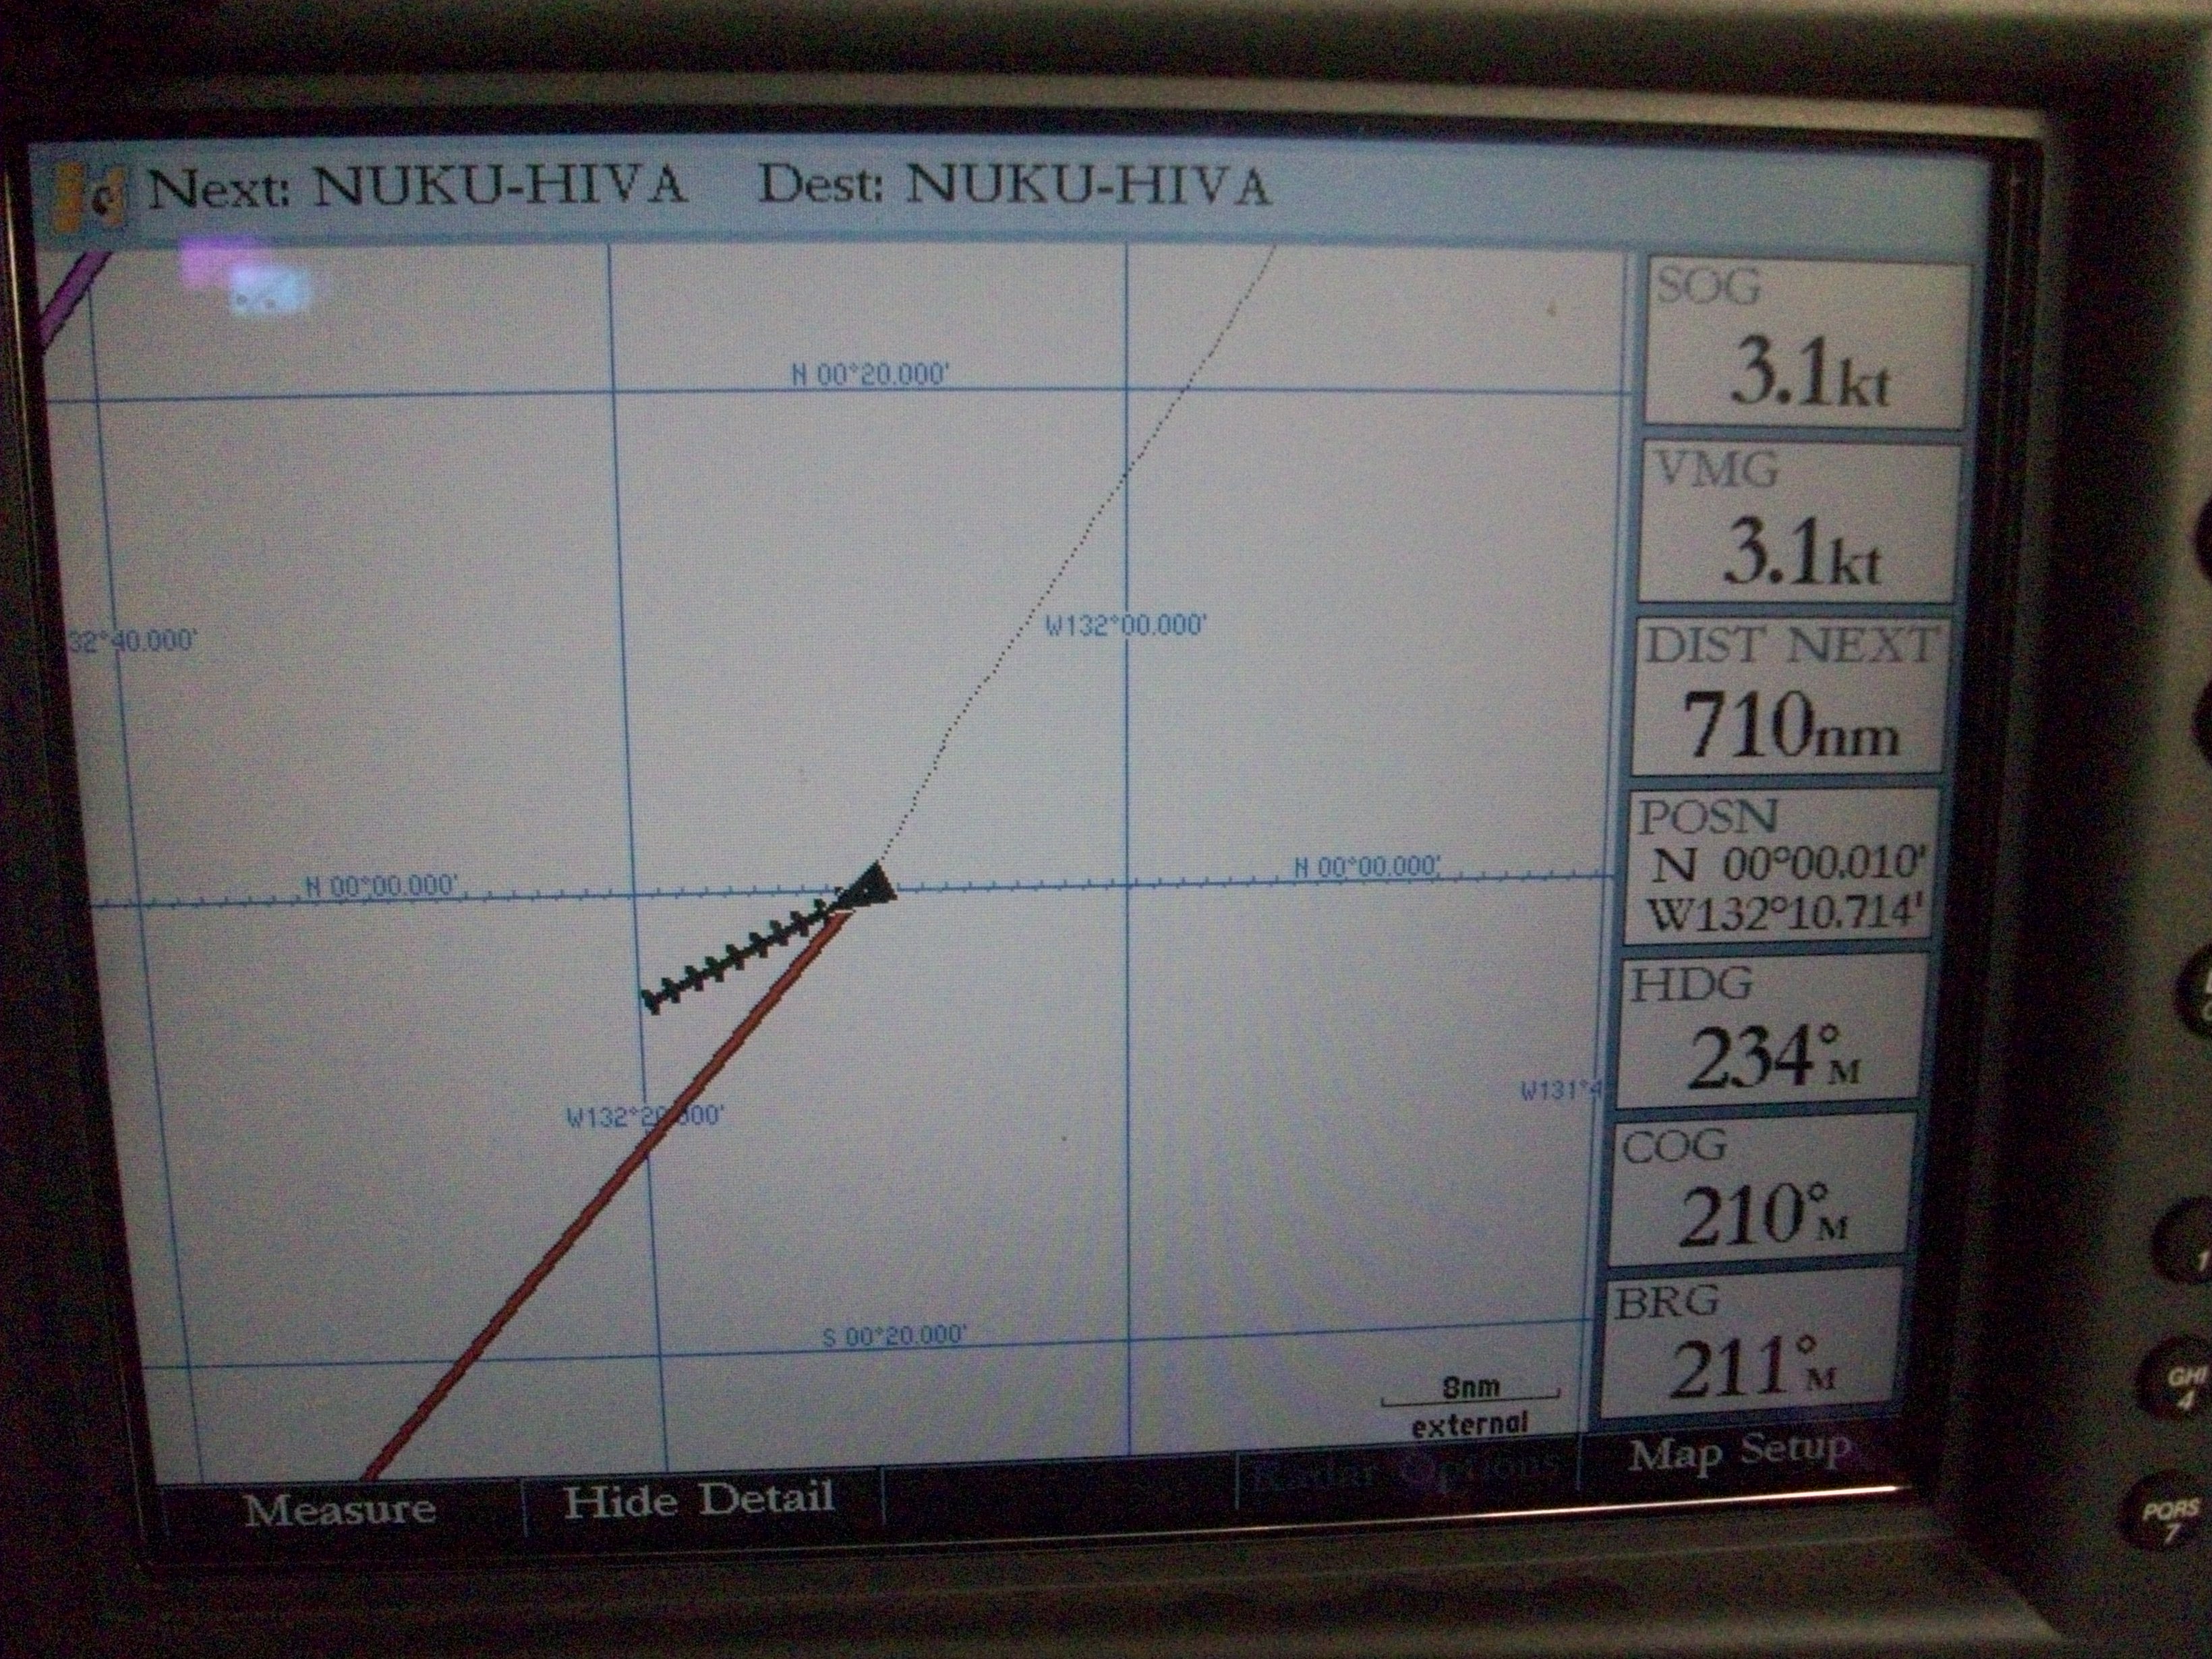 Next: NUKU-HIVA Dest: NUKU-HIVA
SOG
3.1kt
N 00°20.000'
VMG
3.1kt
W132°00.000'
32°40.000'
DIST NEXT
710nm
POSN
N 00°00.010'
W132°10.714'
N 00°00.000'
N 00°00.000'
HDG
234°M
W131°4
W132°20.000'
COG
210°M
S 00°20.000'
BRG
211°M
8nm
external
Measure
Hide Detail
Radar Options
Map Setup
1
GHI
4
PQRS
7